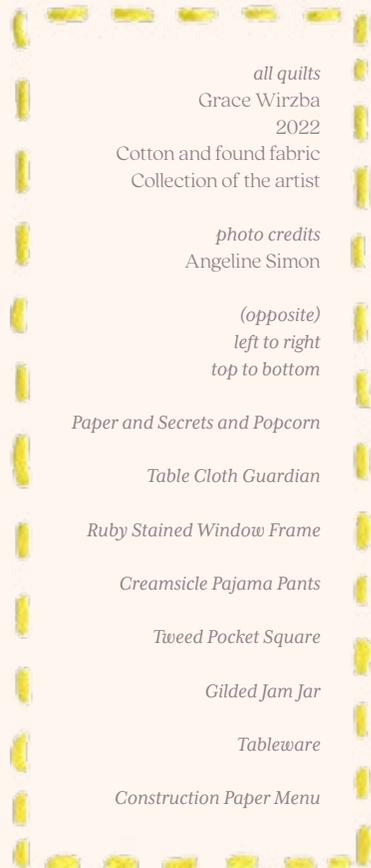 all quilts
Grace Wirzba
2022
Cotton and found fabric
Collection of the artist
photo credits
Angeline Simon
(opposite)
left to right
top to bottom
Paper and Secrets and Popcorn
Table Cloth Guardian
Ruby Stained Window Frame
Creamsicle Pajama Pants
Tweed Pocket Square
Gilded Jam Jar
Tableware
Construction Paper Menu